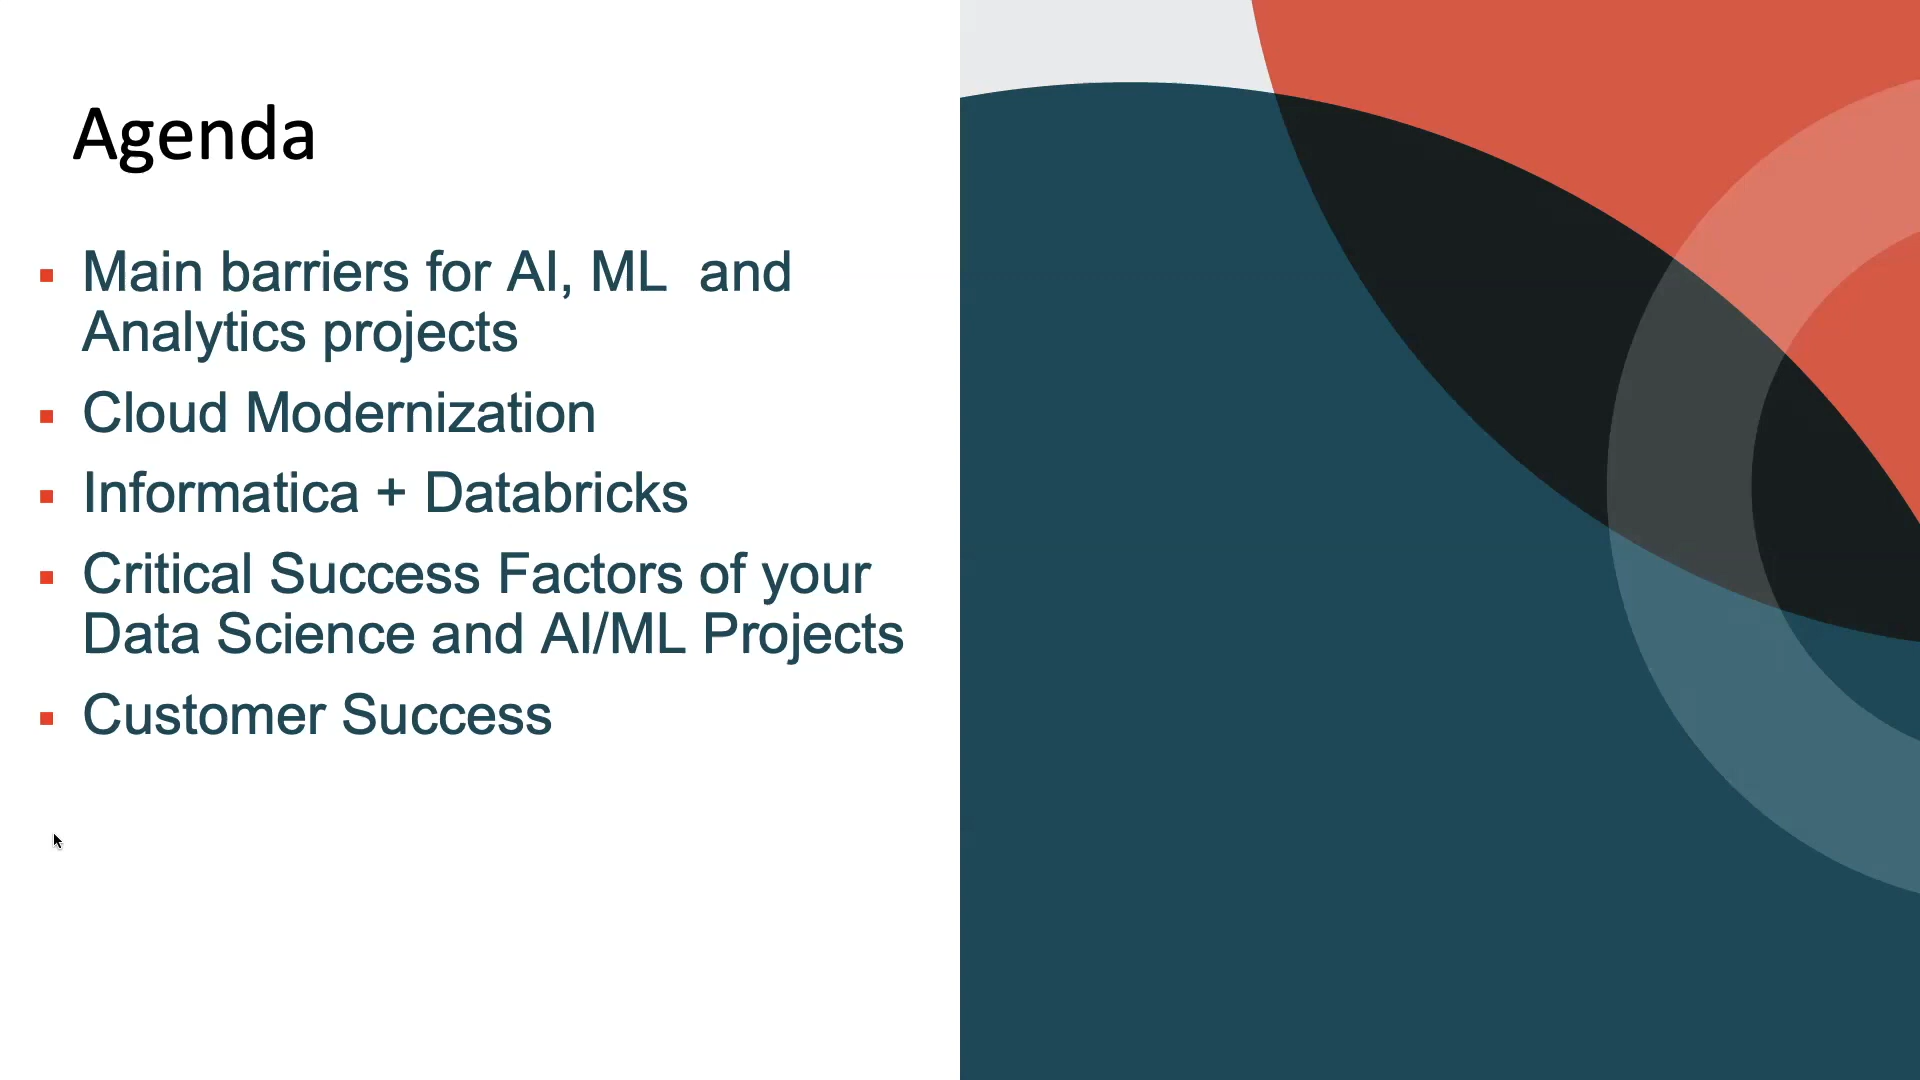 Agenda
Main barriers for AI, ML  and
Analytics projects
Cloud Modernization
Informatica + Databricks
Critical Success Factors of your
Data Science and AI/ML Projects
Customer Success